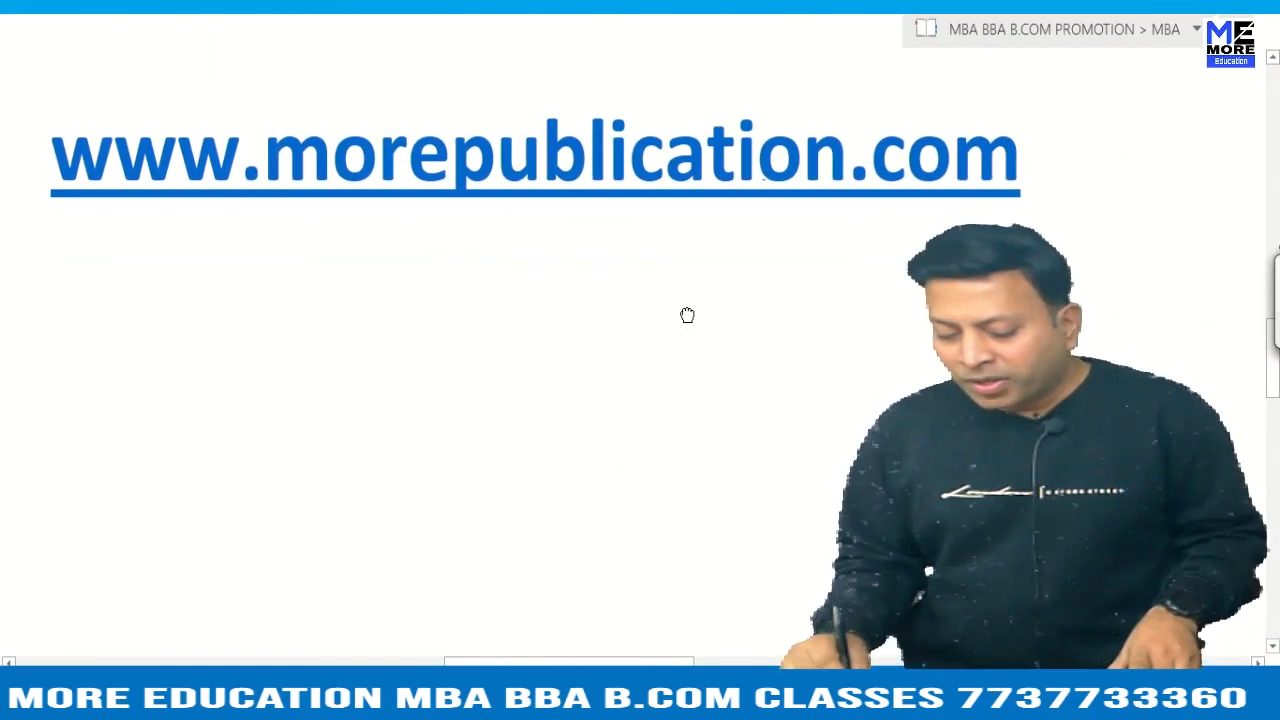 MBA BBA B.COM PROMOTION > MBA
ME
MORE
Education
www.morepublication.com
MORE EDUCATION MBA BBA B.COM CLASSES 7737733360